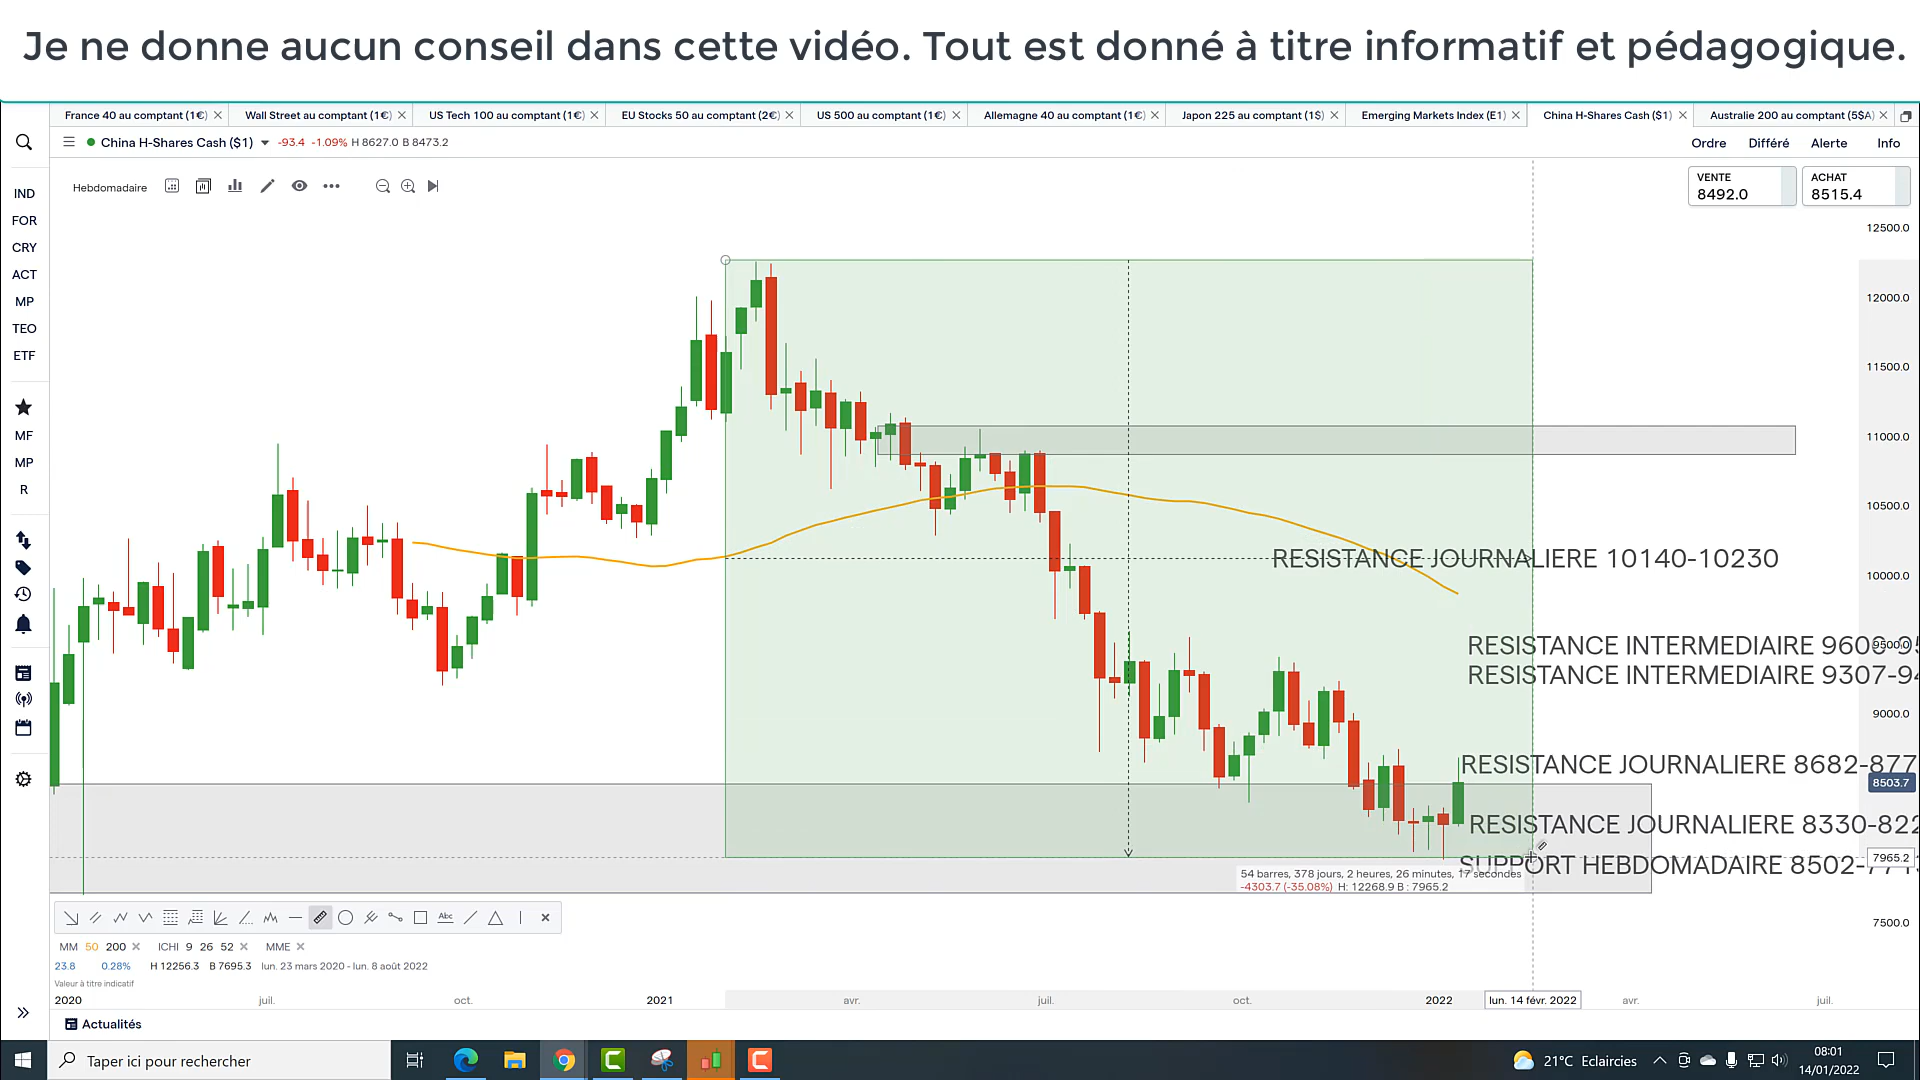 Je ne donne aucun conseil dans cette vidéo. Tout est donné à titre informatif et pédagogique.
France 40 au comptant (1€)
Wall Street au comptant (1€)
US Tech 100 au comptant (1€)
EU Stocks 50 au comptant (2€)
US 500 au comptant (1€)
Allemagne 40 au comptant (1€)
Japon 225 au comptant (1$)
Emerging Markets Index (E1)
China H-Shares Cash ($1)
Australie 200 au comptant (5$A)
China H-Shares Cash ($1) -93.4 -1.09% H 8627.0 B 8473.2
Ordre Différé Alerte Info
Hebdomadaire
VENTE
8492.0
ACHAT
8515.4
IND
FOR
CRY
ACT
MP
TEO
ETF
MF
MP
R
12500.0
12000.0
11500.0
11000.0
10500.0
10000.0
9500.0
9000.0
8503.7
7965.2
7500.0
RESISTANCE JOURNALIERE 10140-10230
RESISTANCE INTERMEDIAIRE
RESISTANCE INTERMEDIAIRE
RESISTANCE JOURNALIERE
RESISTANCE JOURNALIERE
SUPPORT HEBDOMADAIRE
54 barres, 378 jours, 2 heures, 26 minutes, 17 secondes
-4303.7 (-35.08%) H: 12268.9 B : 7965.2
Abc
MM 50 200 ICHI 9 26 52 MME
23.8 0.28% H 12256.3 B 7695.3 lun. 23 mars 2020 - lun. 8 août 2022
Valeur à titre indicatif
2020 juil. oct. 2021 avr. juil. oct. 2022 lun. 14 févr. 2022 avr. juil.
Actualités
Taper ici pour rechercher
21°C Eclaircies
08:01
14/01/2022